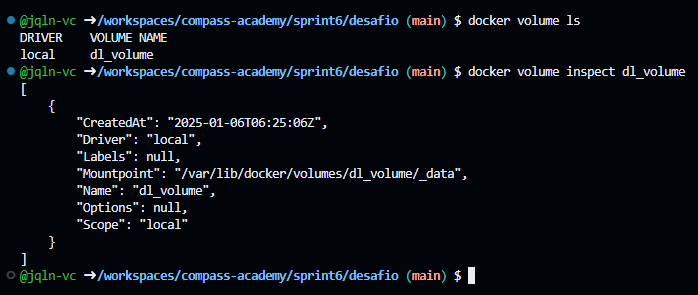 @jqln-vc ➜/workspaces/compass-academy/sprint6/desafio (main) $ docker volume ls
DRIVER    VOLUME NAME
local     dl_volume
@jqln-vc ➜/workspaces/compass-academy/sprint6/desafio (main) $ docker volume inspect dl_volume
[
    {
        "CreatedAt": "2025-01-06T06:25:06Z",
        "Driver": "local",
        "Labels": null,
        "Mountpoint": "/var/lib/docker/volumes/dl_volume/_data",
        "Name": "dl_volume",
        "Options": null,
        "Scope": "local"
    }
]
@jqln-vc ➜/workspaces/compass-academy/sprint6/desafio (main) $